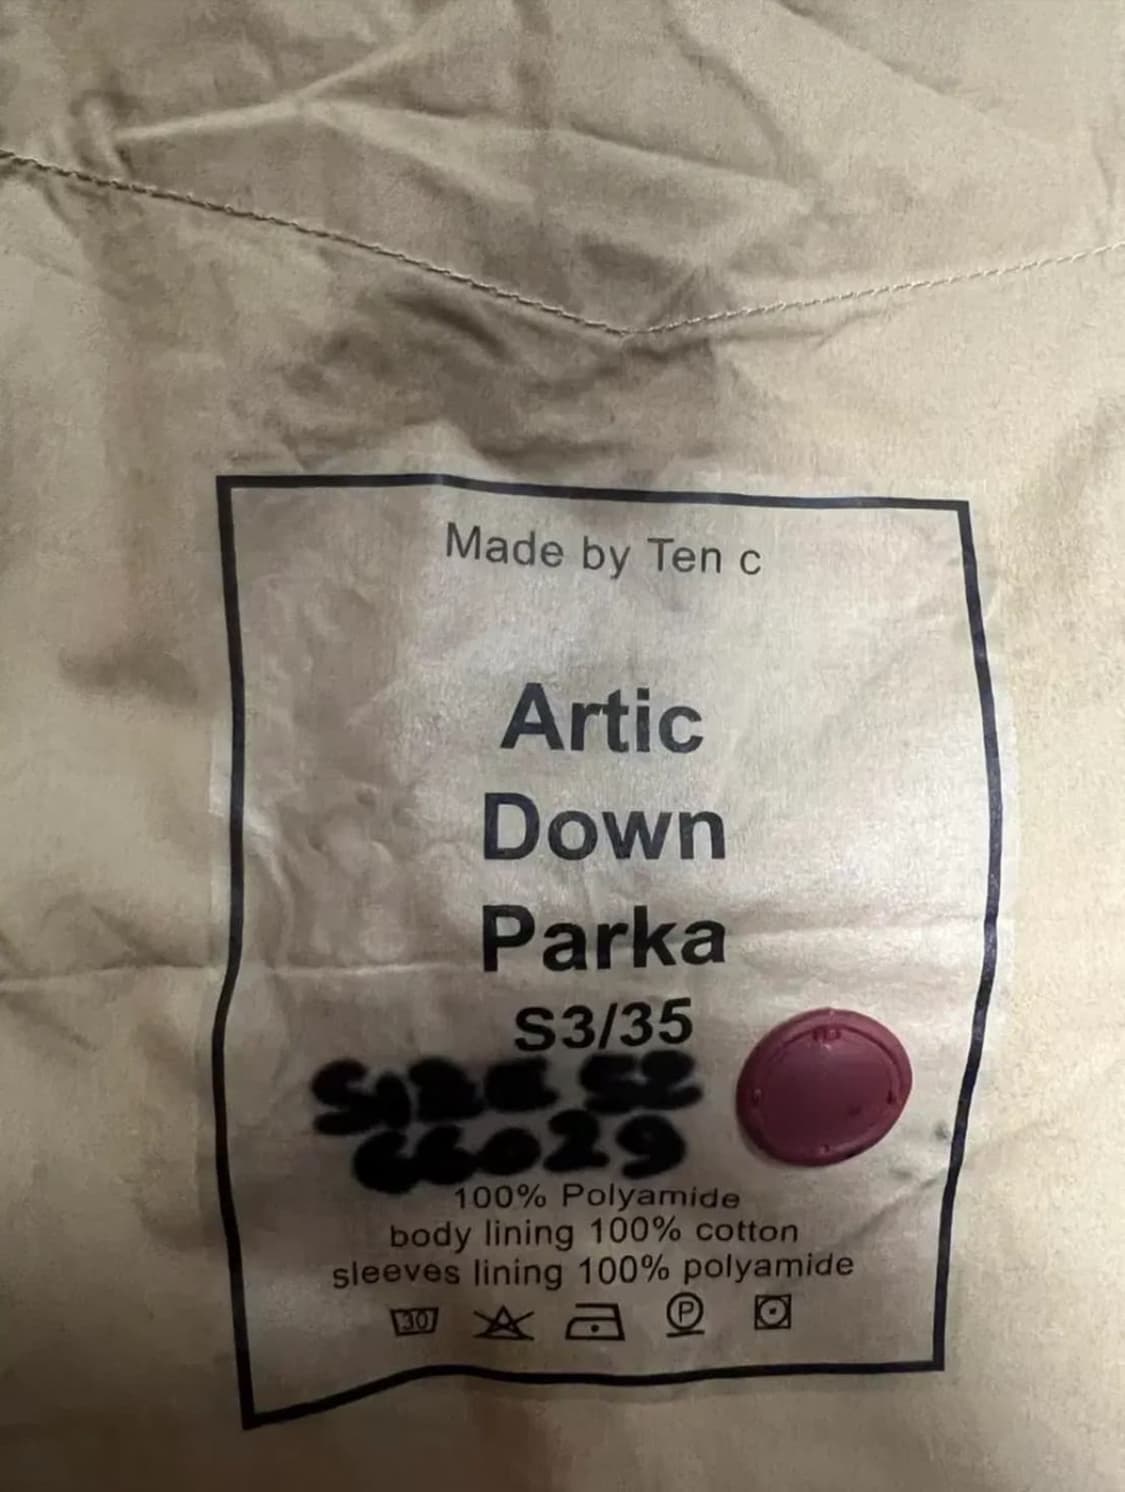 Made by Ten c
Artic
Down
Parka
S3/35
100% Polyamide
body lining 100% cotton
sleeves lining 100% polyamide
30 P